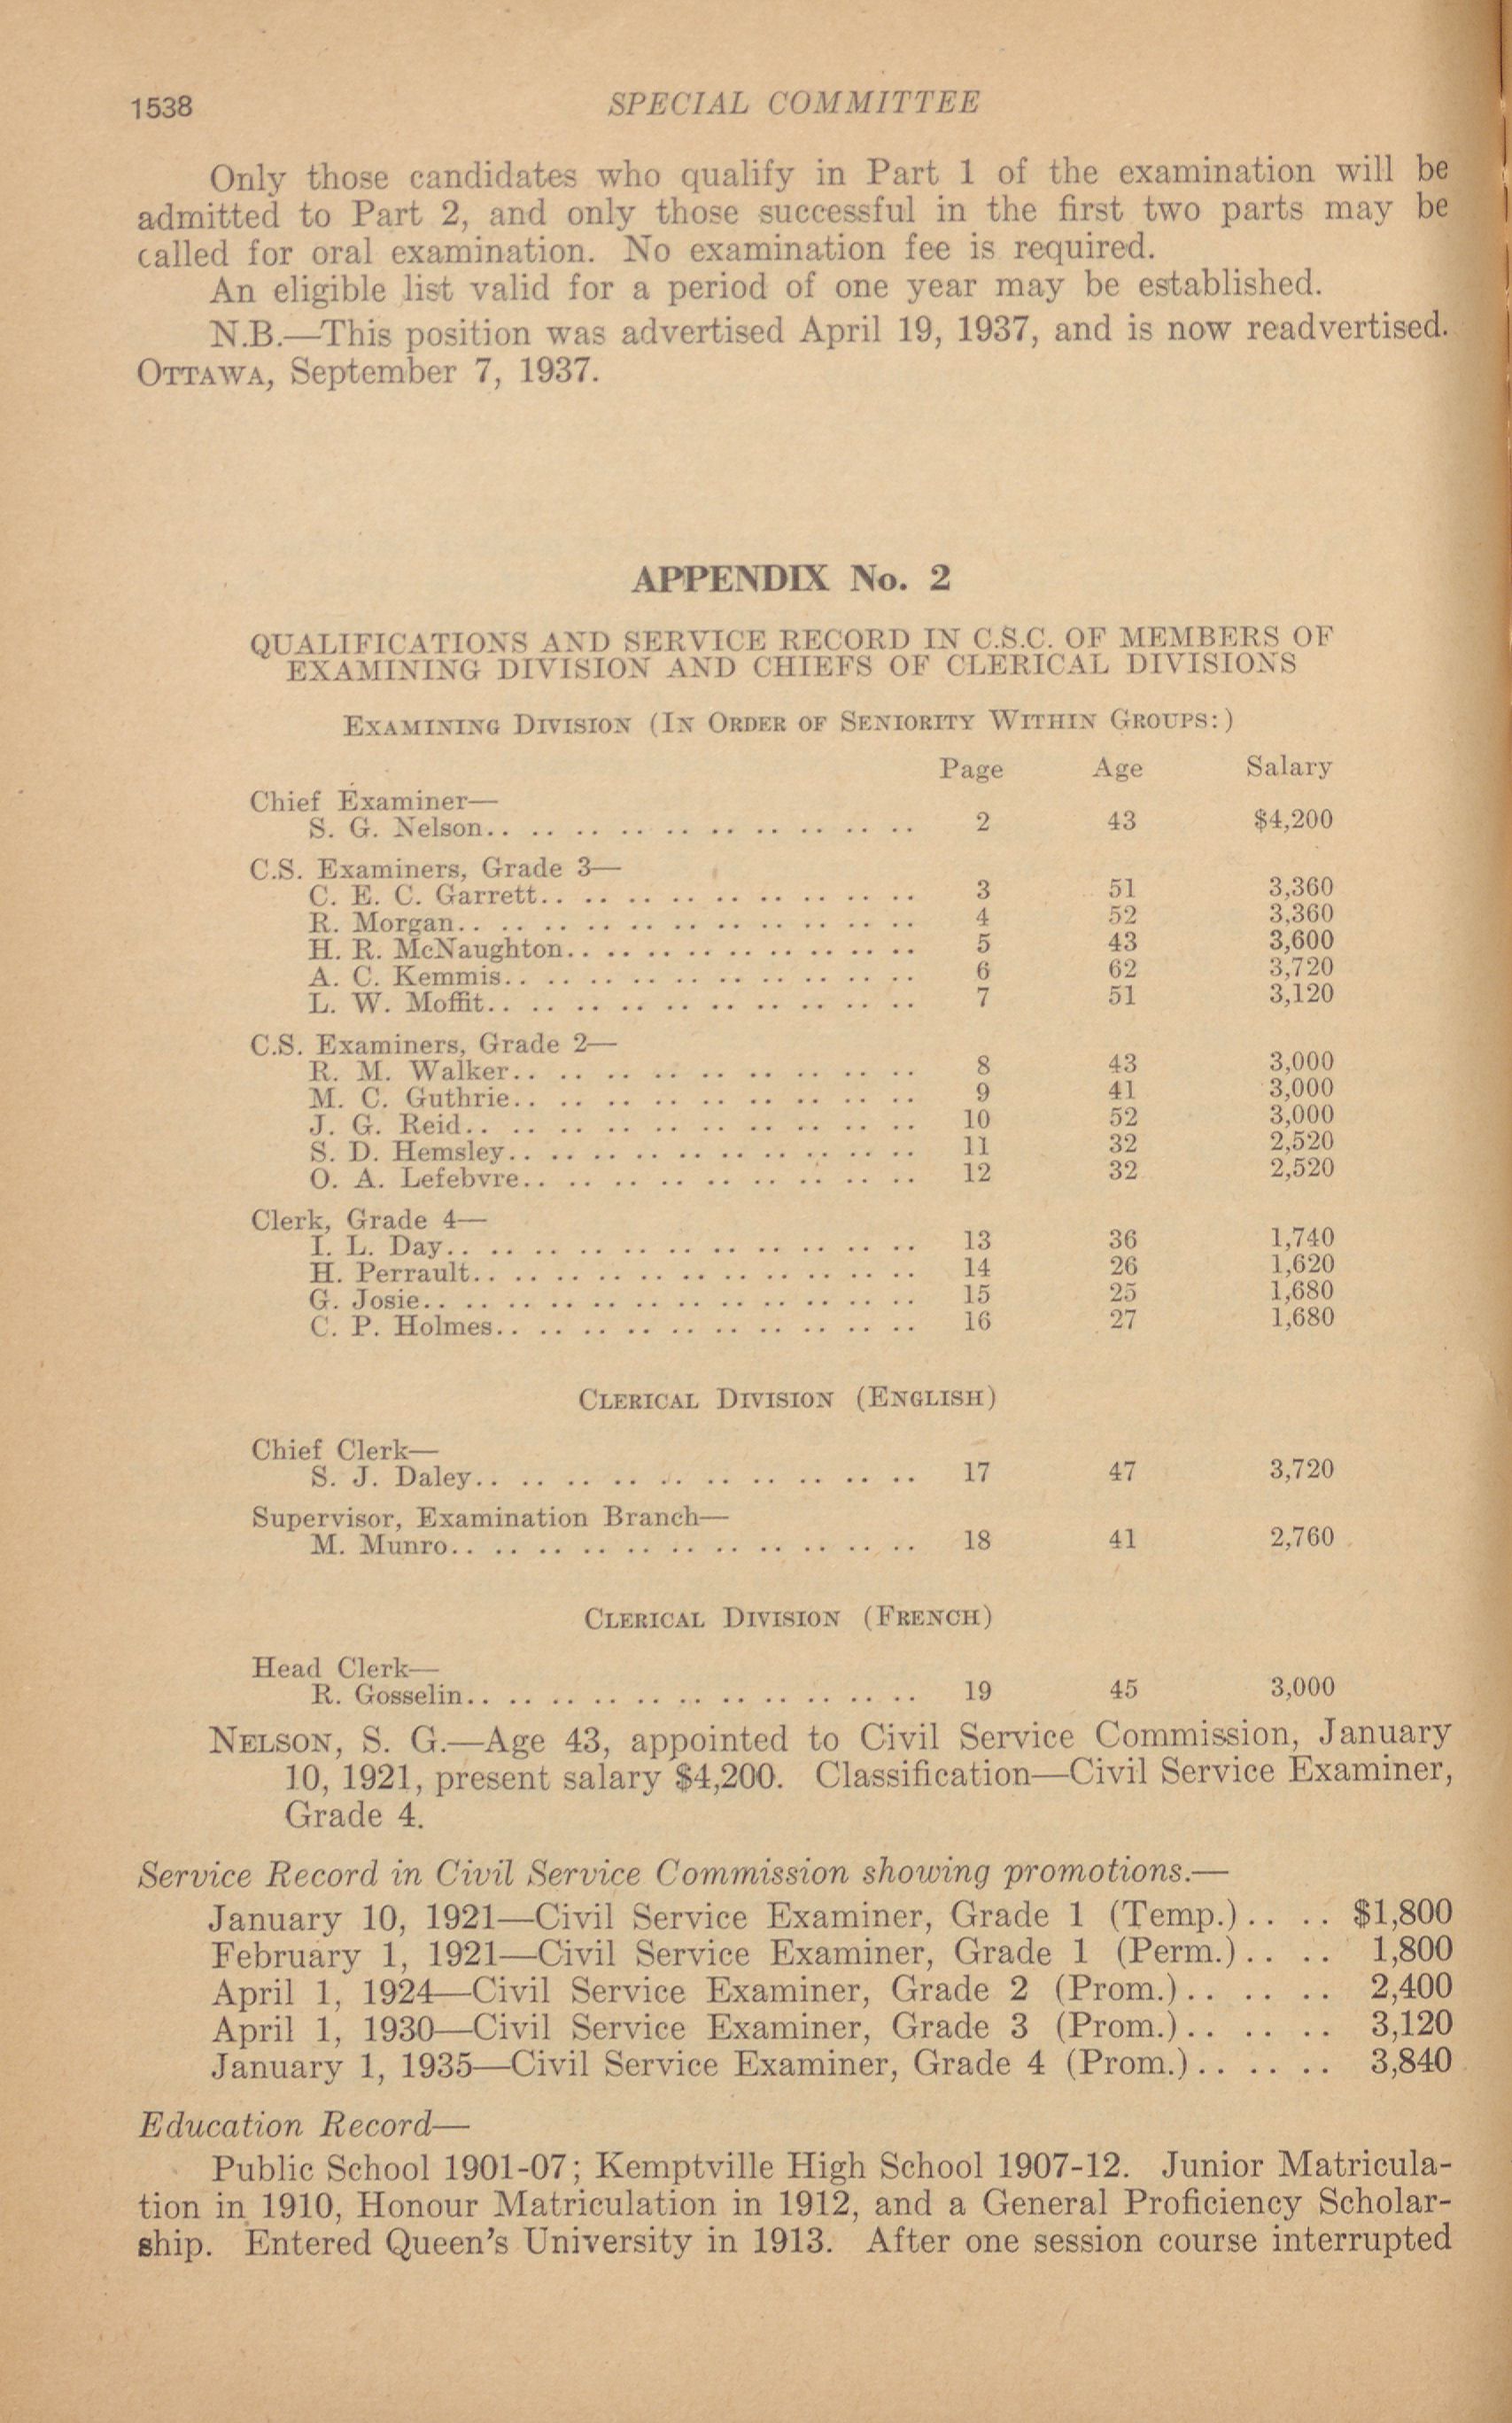 1538 SPECIAL COMMITTEE
Only those candidates who qualify in Part 1 of the examination will be
admitted to Part 2, and only those successful in the first two parts may be
called for oral examination. No examination fee is required.
An eligible list valid for a period of one year may be established.
N.B.—This position was advertised April 19, 1937, and is now readvertised.
OTTAWA, September 7, 1937.
APPENDIX No. 2
QUALIFICATIONS AND SERVICE RECORD IN C.S.C. OF MEMBERS OF
EXAMINING DIVISION AND CHIEFS OF CLERICAL DIVISIONS
EXAMINING DIVISION (IN ORDER OF SENIORITY WITHIN GROUPS:)
Page Age Salary
Chief Examiner—
S. G. Nelson.. .. .. .. .. .. .. .. .. .. 2 43 $4,200
C.S. Examiners, Grade 3—
C. E. C. Garrett.. .. .. .. .. .. .. .. .. 3 51 3,360
R. Morgan.. .. .. .. .. .. .. .. .. .. .. 4 52 3,360
H. R. McNaughton.. .. .. .. .. .. .. .. .. 5 43 3,600
A. C. Kemmis.. .. .. .. .. .. .. .. .. .. 6 62 3,720
L. W. Moffit.. .. .. .. .. .. .. .. .. .. 7 51 3,120
C.S. Examiners, Grade 2—
R. M. Walker.. .. .. .. .. .. .. .. .. .. 8 43 3,000
M. C. Guthrie.. .. .. .. .. .. .. .. .. .. 9 41 3,000
J. G. Reid.. .. .. .. .. .. .. .. .. .. .. 10 52 3,000
S. D. Hemsley.. .. .. .. .. .. .. .. .. .. 11 32 2,520
O. A. Lefebvre.. .. .. .. .. .. .. .. .. .. 12 32 2,520
Clerk, Grade 4—
I. L. Day.. .. .. .. .. .. .. .. .. .. .. 13 36 1,740
H. Perrault.. .. .. .. .. .. .. .. .. .. .. 14 26 1,620
G. Josie.. .. .. .. .. .. .. .. .. .. .. .. 15 25 1,680
C. P. Holmes.. .. .. .. .. .. .. .. .. .. 16 27 1,680
CLERICAL DIVISION (ENGLISH)
Chief Clerk—
S. J. Daley.. .. .. .. .. .. .. .. .. .. 17 47 3,720
Supervisor, Examination Branch—
M. Munro.. .. .. .. .. .. .. .. .. .. .. 18 41 2,760
CLERICAL DIVISION (FRENCH)
Head Clerk—
R. Gosselin.. .. .. .. .. .. .. .. .. .. .. 19 45 3,000
NELSON, S. G.—Age 43, appointed to Civil Service Commission, January
10, 1921, present salary $4,200. Classification—Civil Service Examiner,
Grade 4.
Service Record in Civil Service Commission showing promotions.—
January 10, 1921—Civil Service Examiner, Grade 1 (Temp.).. .. $1,800
February 1, 1921—Civil Service Examiner, Grade 1 (Perm.).. .. 1,800
April 1, 1924—Civil Service Examiner, Grade 2 (Prom.).. .. .. 2,400
April 1, 1930—Civil Service Examiner, Grade 3 (Prom.).. .. .. 3,120
January 1, 1935—Civil Service Examiner, Grade 4 (Prom.).. .. .. 3,840
Education Record—
Public School 1901-07; Kemptville High School 1907-12. Junior Matricula-
tion in 1910, Honour Matriculation in 1912, and a General Proficiency Scholar-
ship. Entered Queen's University in 1913. After one session course interrupted